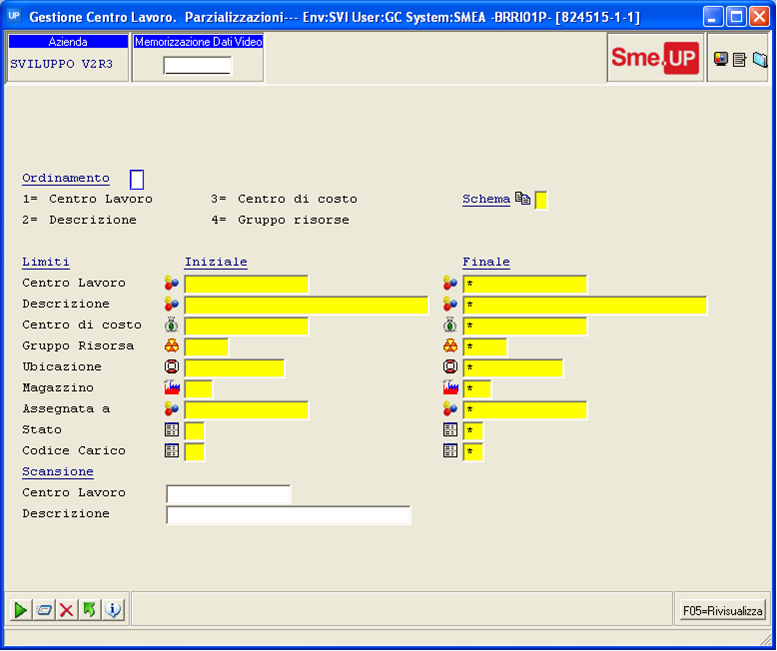 UP Gestione Centro Lavoro. Parzializzazioni--- Env:SVI User:GC System:SMEA -BRRI01P- [824515-1-1]
Azienda
Memorizzazione Dati Video
SVILUPPO V2R3
Sme.UP
Ordinamento
1= Centro Lavoro 3= Centro di costo Schema
2= Descrizione 4= Gruppo risorse
Limiti Iniziale Finale
Centro Lavoro *
Descrizione *
Centro di costo *
Gruppo Risorsa *
Ubicazione *
Magazzino *
Assegnata a *
Stato *
Codice Carico *
Scansione
Centro Lavoro
Descrizione
F05=Rivisualizza